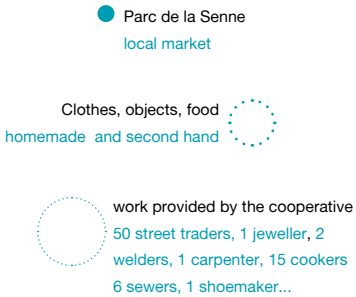 Parc de la Senne
local market
Clothes, objects, food
homemade and second hand
work provided by the cooperative
50 street traders, 1 jeweller, 2
welders, 1 carpenter, 15 cookers
6 sewers, 1 shoemaker...